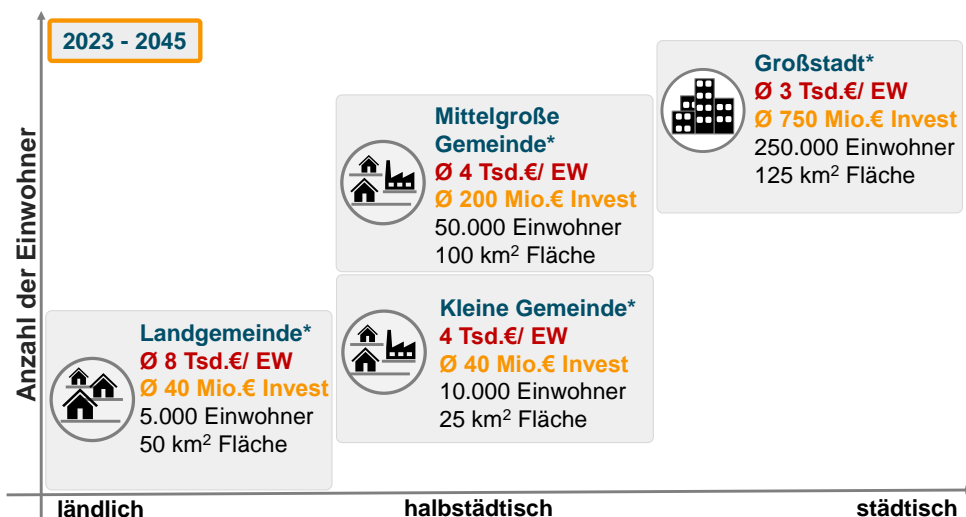 2023 - 2045
Großstadt*
Ø 3 Tsd.€/ EW
Ø 750 Mio.€ Invest
250.000 Einwohner
125 km² Fläche
Mittelgroße
Gemeinde*
Ø 4 Tsd.€/ EW
Ø 200 Mio.€ Invest
50.000 Einwohner
100 km² Fläche
Kleine Gemeinde*
4 Tsd.€/ EW
Ø 40 Mio.€ Invest
10.000 Einwohner
25 km² Fläche
Landgemeinde*
Ø 8 Tsd.€/ EW
Ø 40 Mio.€ Invest
5.000 Einwohner
50 km² Fläche
Anzahl der Einwohner
ländlich
halbstädtisch
städtisch